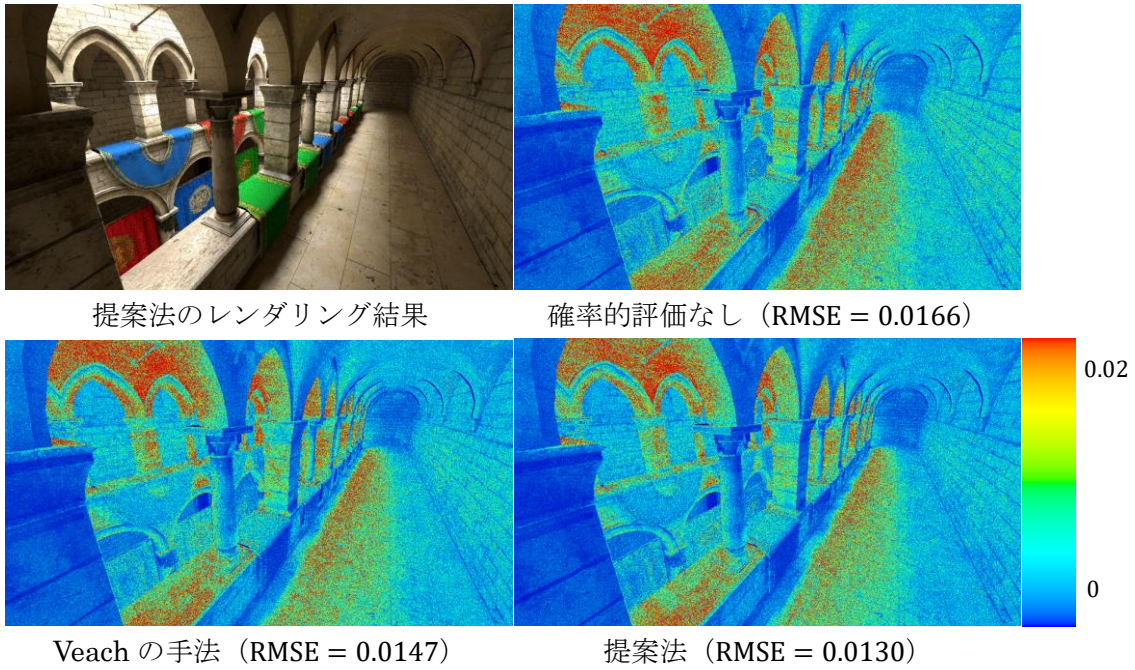 提案法のレンダリング結果
確率的評価なし（RMSE = 0.0166）
0.02
0
Veach の手法（RMSE = 0.0147）
提案法（RMSE = 0.0130）